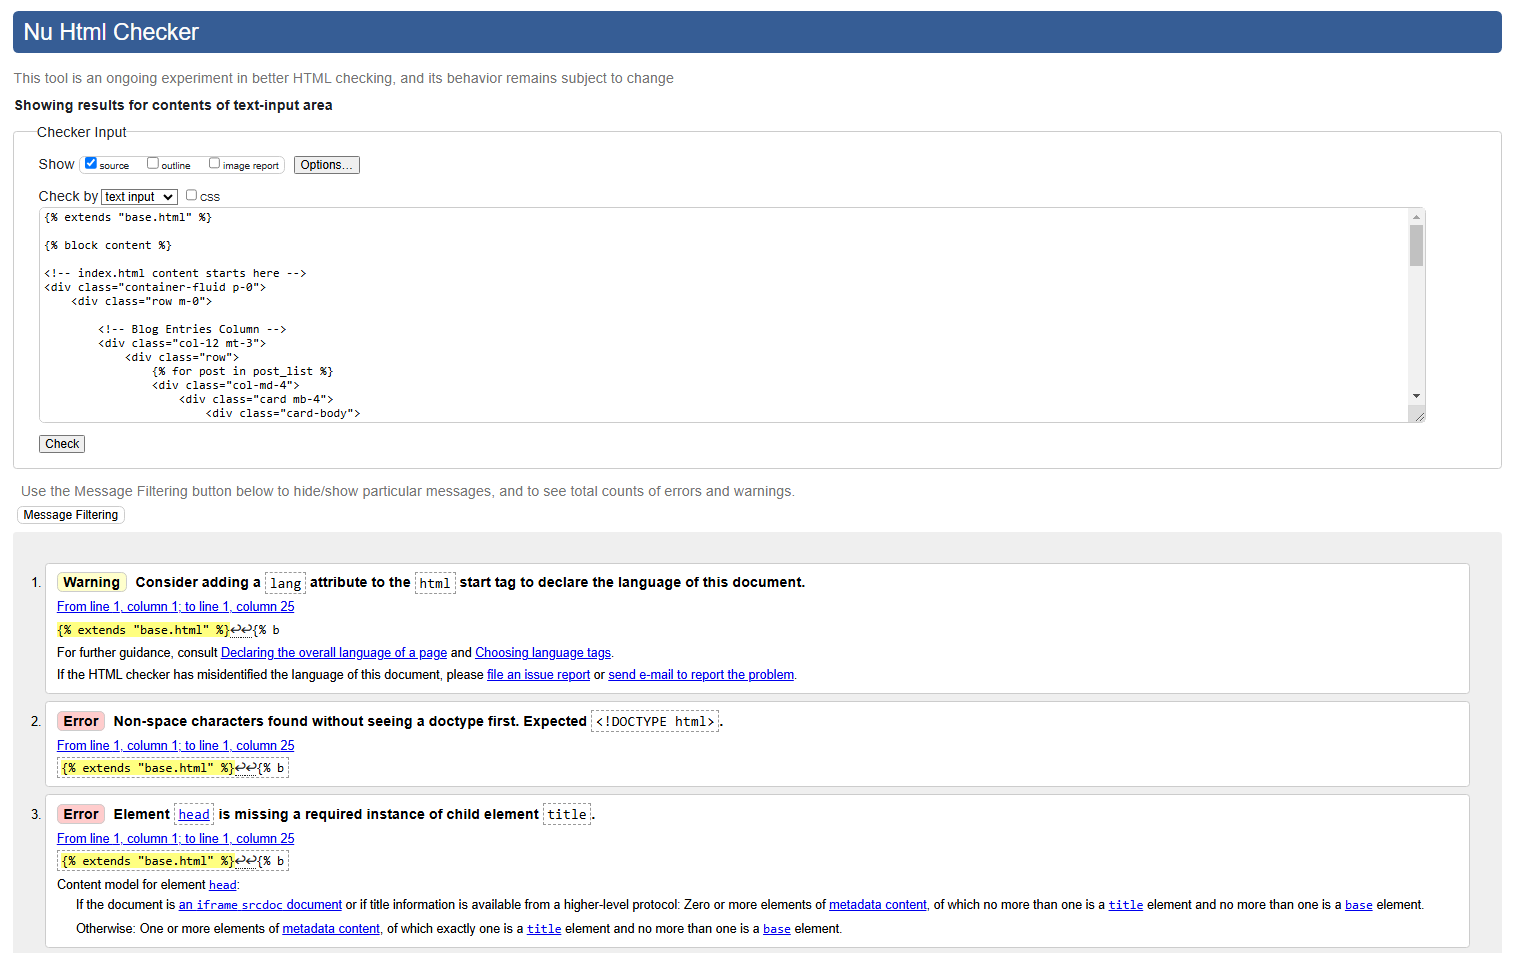 Nu Html Checker
This tool is an ongoing experiment in better HTML checking, and its behavior remains subject to change
Showing results for contents of text-input area
Checker Input
Show source outline image report Options...
Check by text input css
{% extends "base.html" %}
{% block content %}
<!-- index.html content starts here -->
<div class="container-fluid p-0">
<div class="row m-0">
<!-- Blog Entries Column -->
<div class="col-12 mt-3">
<div class="row">
{% for post in post_list %}
<div class="col-md-4">
<div class="card mb-4">
<div class="card-body">
Check
Use the Message Filtering button below to hide/show particular messages, and to see total counts of errors and warnings.
Message Filtering
1. Warning Consider adding a lang attribute to the html start tag to declare the language of this document.
From line 1, column 1; to line 1, column 25
{% extends "base.html" %}↩↩{% b
For further guidance, consult Declaring the overall language of a page and Choosing language tags.
If the HTML checker has misidentified the language of this document, please file an issue report or send e-mail to report the problem.
2. Error Non-space characters found without seeing a doctype first. Expected <!DOCTYPE html>.
From line 1, column 1; to line 1, column 25
{% extends "base.html" %}↩↩{% b
3. Error Element head is missing a required instance of child element title.
From line 1, column 1; to line 1, column 25
{% extends "base.html" %}↩↩{% b
Content model for element head:
If the document is an iframe srcdoc document or if title information is available from a higher-level protocol: Zero or more elements of metadata content, of which no more than one is a title element and no more than one is a base element.
Otherwise: One or more elements of metadata content, of which exactly one is a title element and no more than one is a base element.